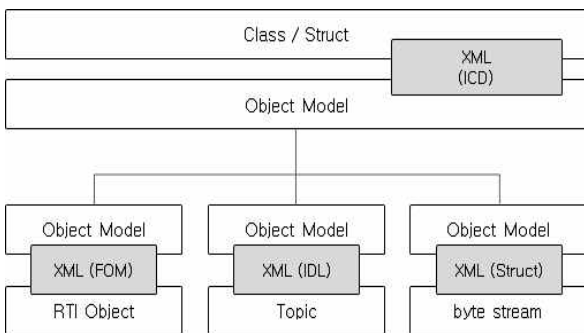 Class / Struct
XML
(ICD)
Object Model
Object Model
Object Model
Object Model
XML (FOM)
XML (IDL)
XML (Struct)
RTI Object
Topic
byte stream